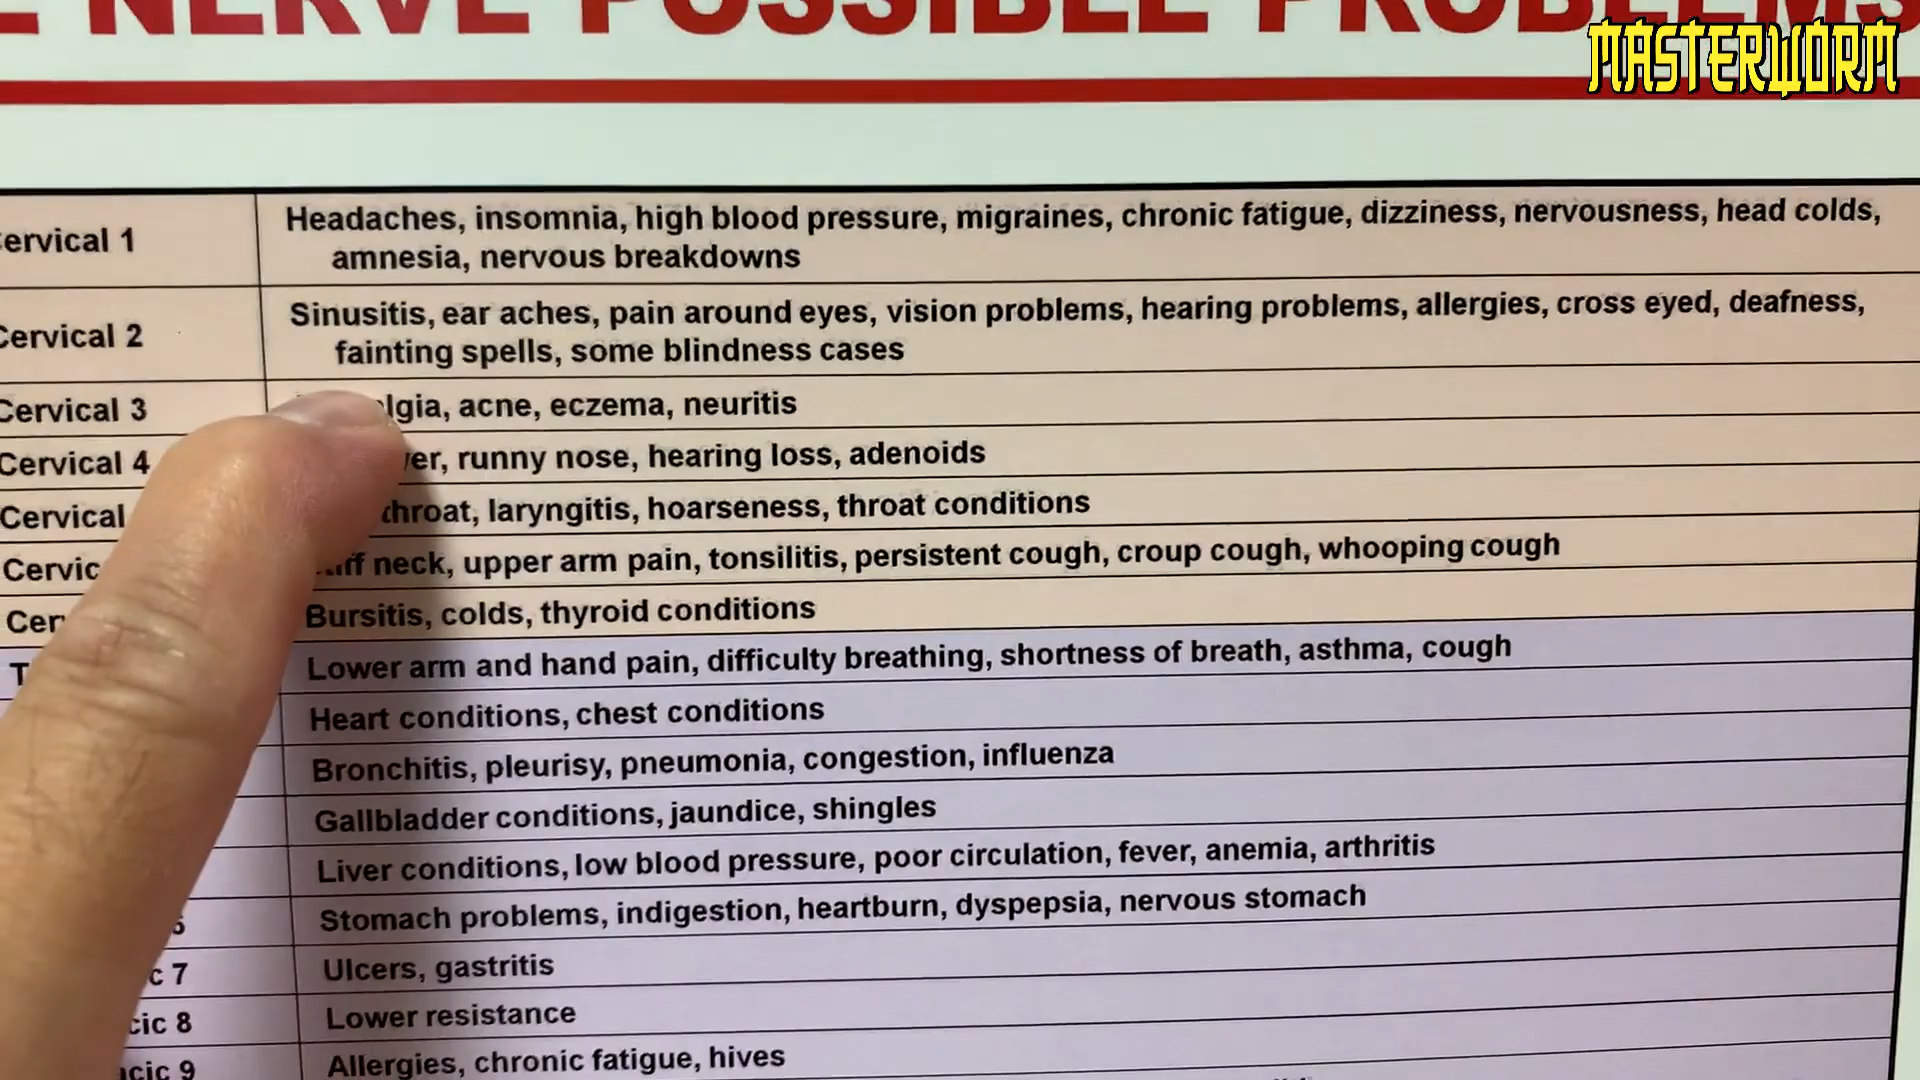 NERVE POSSIBLE PROBLEMS
MASTERWORM
Cervical 1 Headaches, insomnia, high blood pressure, migraines, chronic fatigue, dizziness, nervousness, head colds,
amnesia, nervous breakdowns
Cervical 2 Sinusitis, ear aches, pain around eyes, vision problems, hearing problems, allergies, cross eyed, deafness,
fainting spells, some blindness cases
Cervical 3 lgia, acne, eczema, neuritis
Cervical 4 er, runny nose, hearing loss, adenoids
Cervical throat, laryngitis, hoarseness, throat conditions
Cervic iff neck, upper arm pain, tonsilitis, persistent cough, croup cough, whooping cough
Cer Bursitis, colds, thyroid conditions
T Lower arm and hand pain, difficulty breathing, shortness of breath, asthma, cough
Heart conditions, chest conditions
Bronchitis, pleurisy, pneumonia, congestion, influenza
Gallbladder conditions, jaundice, shingles
Liver conditions, low blood pressure, poor circulation, fever, anemia, arthritis
6 Stomach problems, indigestion, heartburn, dyspepsia, nervous stomach
c 7 Ulcers, gastritis
cic 8 Lower resistance
cic 9 Allergies, chronic fatigue, hives